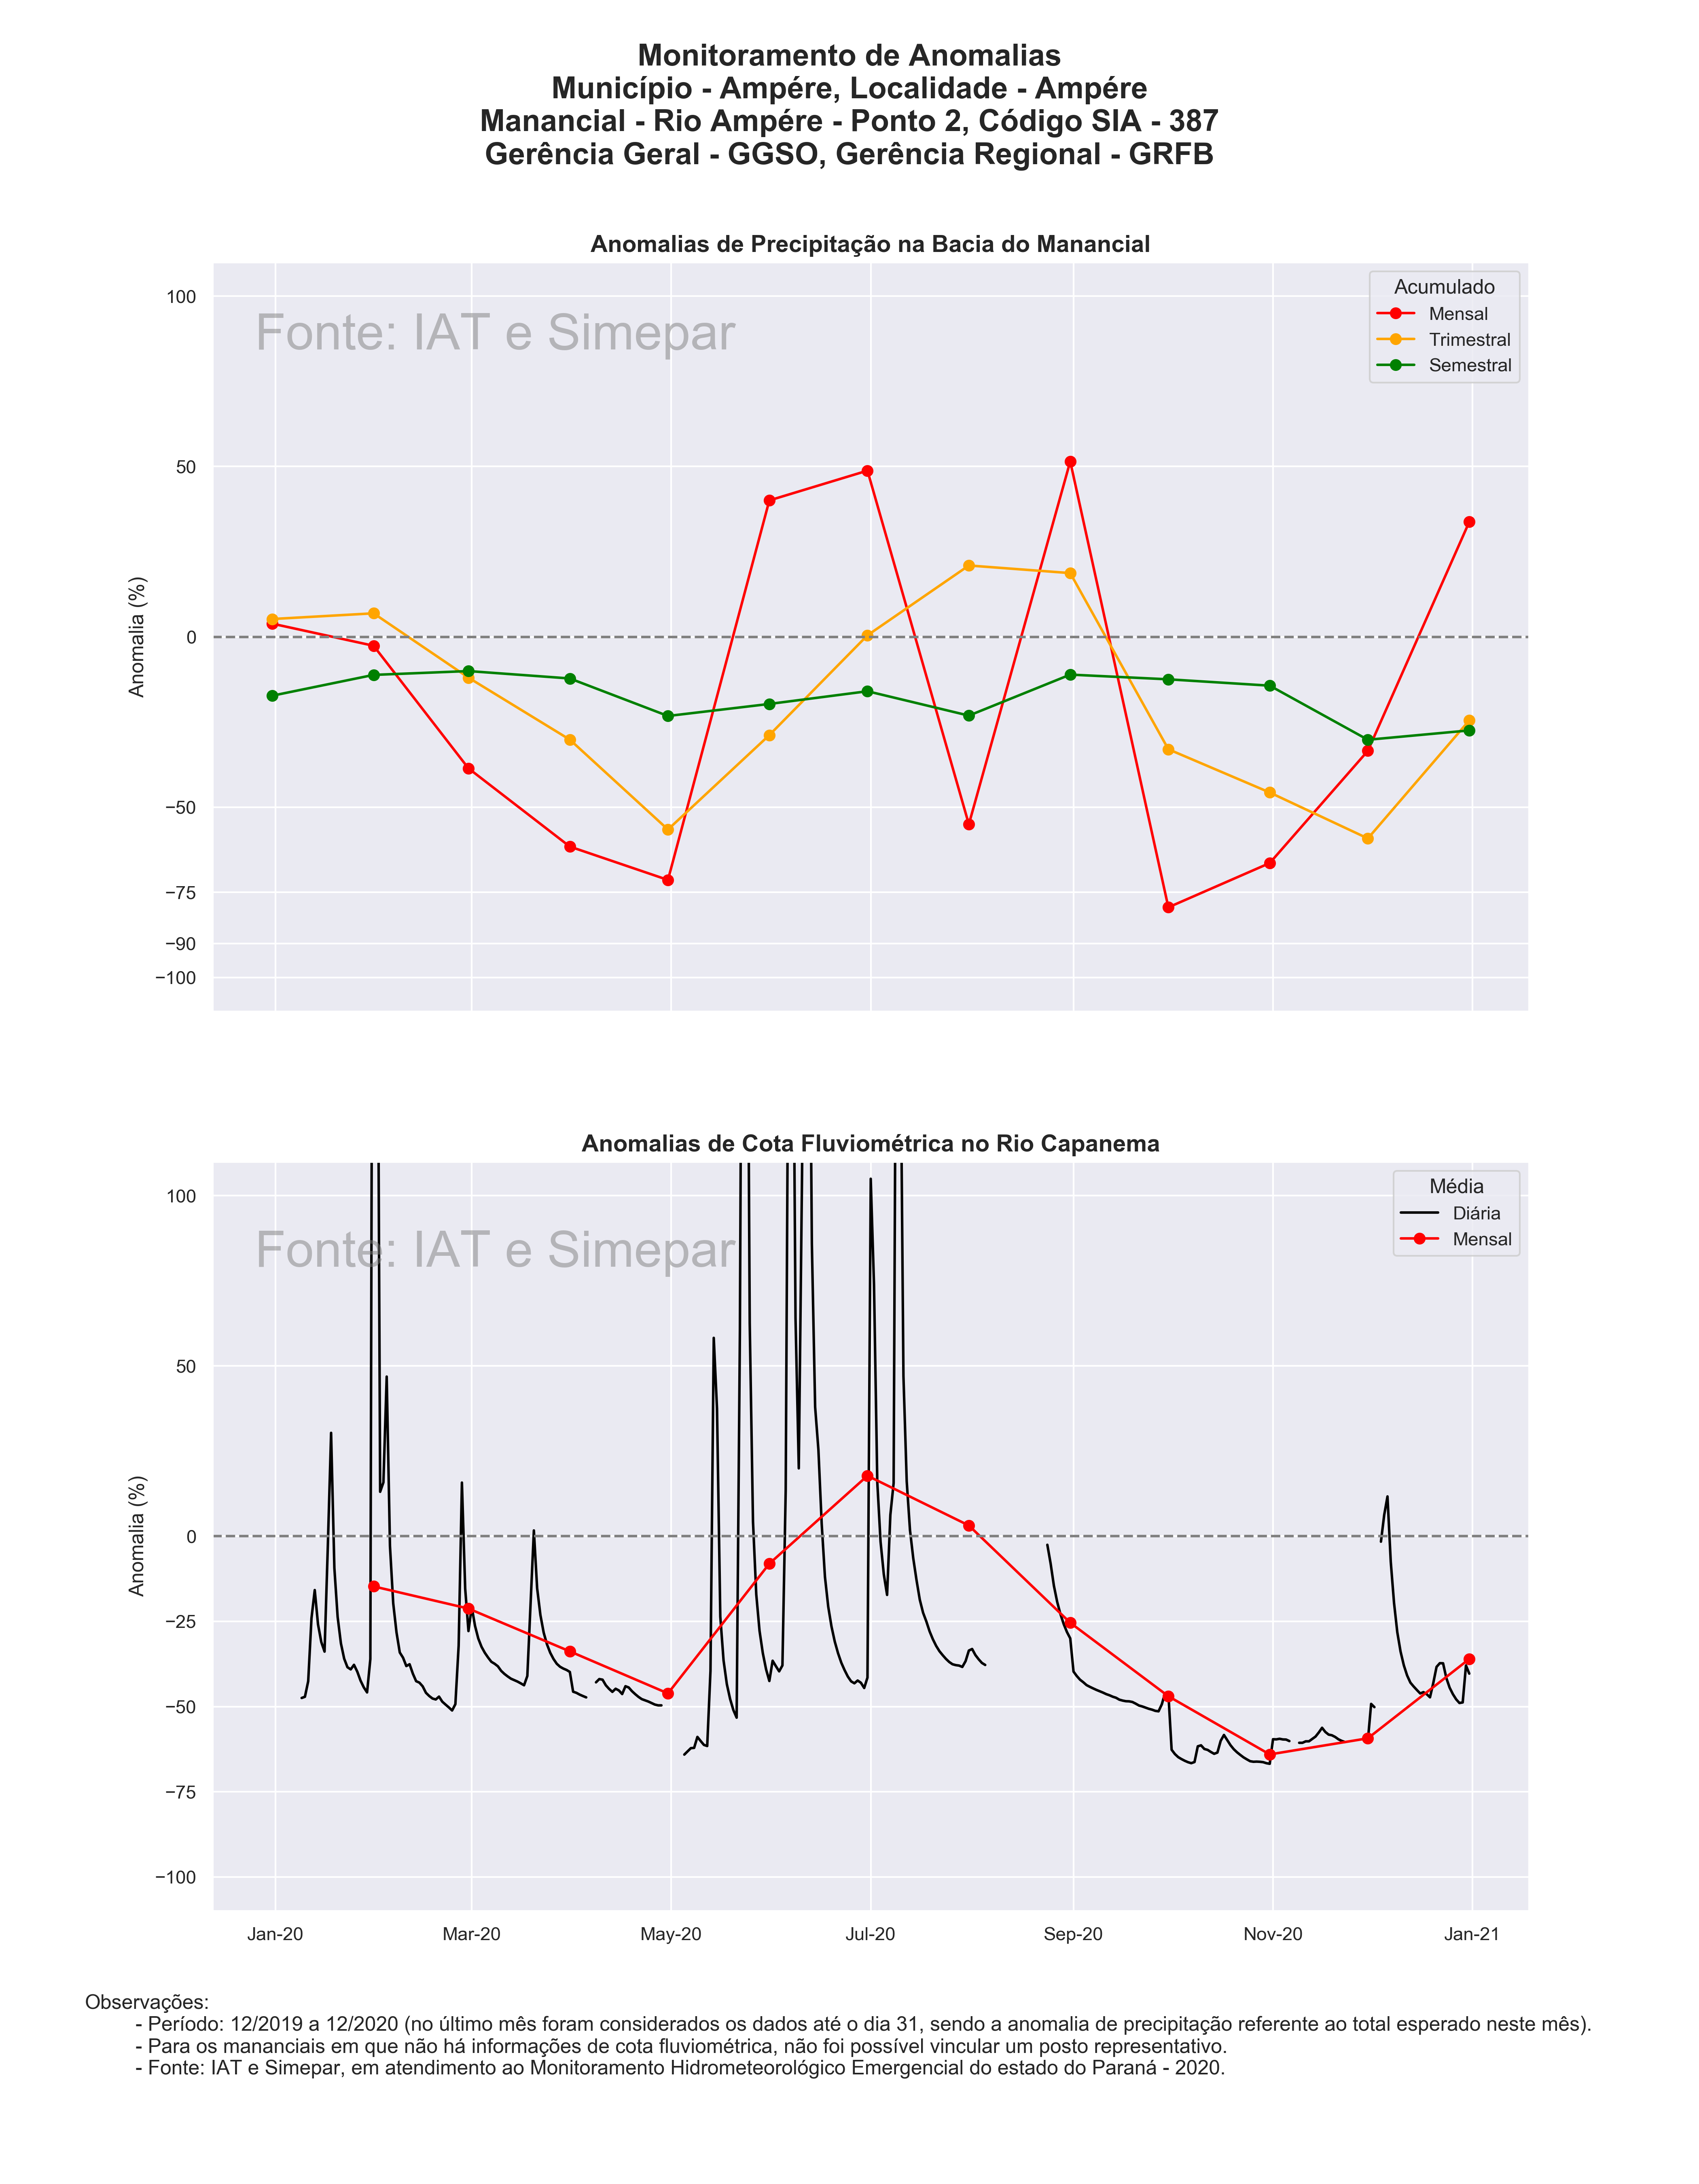 Monitoramento de Anomalias
Município - Ampére, Localidade - Ampére
Manancial - Rio Ampére - Ponto 2, Código SIA - 387
Gerência Geral - GGSO, Gerência Regional - GRFB
Anomalias de Precipitação na Bacia do Manancial
Fonte: IAT e Simepar
Acumulado
Mensal
Trimestral
Semestral
Anomalia (%)
100
50
0
−50
−75
−90
−100
Anomalias de Cota Fluviométrica no Rio Capanema
Fonte: IAT e Simepar
Média
Diária
Mensal
Anomalia (%)
100
50
0
−25
−50
−75
−100
Jan-20 Mar-20 May-20 Jul-20 Sep-20 Nov-20 Jan-21
Observações:
- Período: 12/2019 a 12/2020 (no último mês foram considerados os dados até o dia 31, sendo a anomalia de precipitação referente ao total esperado neste mês).
- Para os mananciais em que não há informações de cota fluviométrica, não foi possível vincular um posto representativo.
- Fonte: IAT e Simepar, em atendimento ao Monitoramento Hidrometeorológico Emergencial do estado do Paraná - 2020.